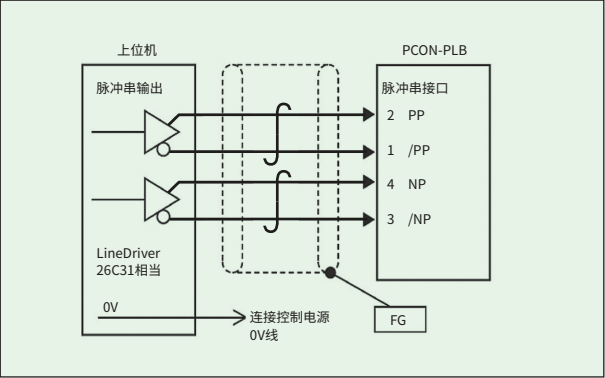 上位机
PCON-PLB
脉冲串输出
脉冲串接口
2 PP
1 /PP
4 NP
3 /NP
LineDriver
26C31相当
0V
连接控制电源
0V线
FG